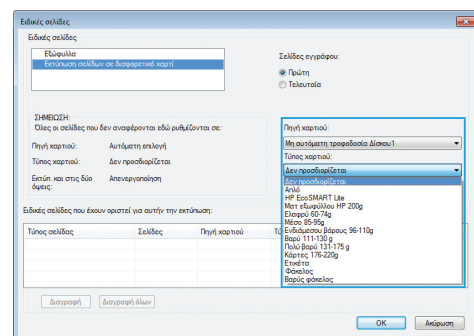 Ειδικές σελίδες
Ειδικές σελίδες
Εξώφυλλα
Εκτύπωση σελίδων σε διαφορετικό χαρτί
Σελίδες εγγράφου:
Πρώτη
Τελευταία
ΣΗΜΕΙΩΣΗ:
Όλες οι σελίδες που δεν αναφέρονται εδώ ρυθμίζονται σε:
Πηγή χαρτιού: Αυτόματη επιλογή
Τύπος χαρτιού: Δεν προσδιορίζεται
Εκτύπ. και στις δύο όψεις: Απενεργοποίηση
Πηγή χαρτιού:
Μη αυτόματη τροφοδοσία Δίσκου1
Τύπος χαρτιού:
Δεν προσδιορίζεται
Δεν προσδιορίζεται
Απλό
HP EcoSMART Lite
Ματ εξωφύλλου HP 200g
Ελαφρύ 60-74g
Μέσο 85-95g
Ενδιάμεσου βάρους 96-110g
Βαρύ 111-130 g
Πολύ βαρύ 131-175 g
Κάρτες 176-220g
Ετικέτα
Φάκελος
Βαρύς φάκελος
Ειδικές σελίδες που έχουν οριστεί για αυτήν την εκτύπωση:
Τύπος σελίδας Σελίδες Πηγή χαρτιού
Διαγραφή Διαγραφή όλων
OK Ακύρωση